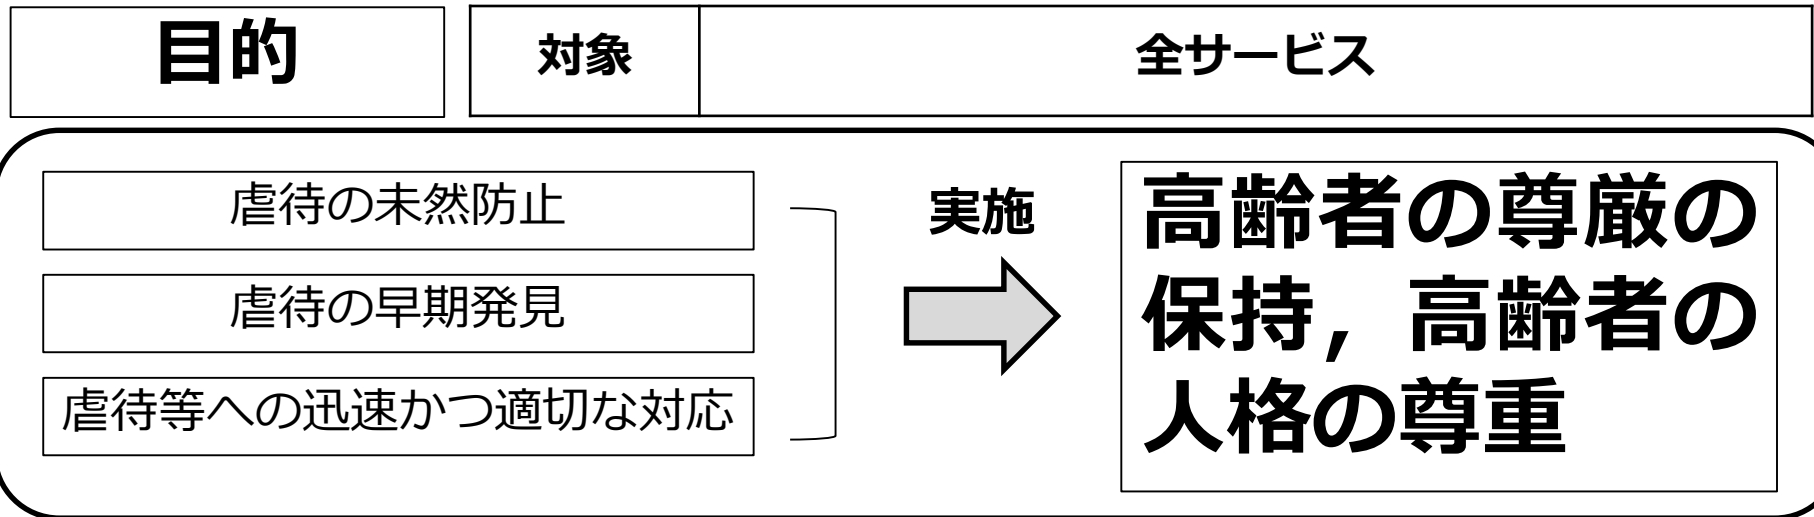 目的
対象
全サービス
虐待の未然防止
虐待の早期発見
虐待等への迅速かつ適切な対応
実施
高齢者の尊厳の
保持，高齢者の
人格の尊重